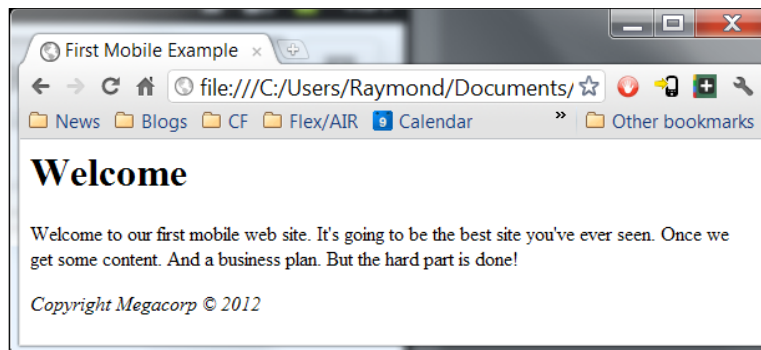 First Mobile Example
file:///C:/Users/Raymond/Documents/
News Blogs CF Flex/AIR 9 Calendar » Other bookmarks
Welcome
Welcome to our first mobile web site. It's going to be the best site you've ever seen. Once we
get some content. And a business plan. But the hard part is done!
Copyright Megacorp © 2012